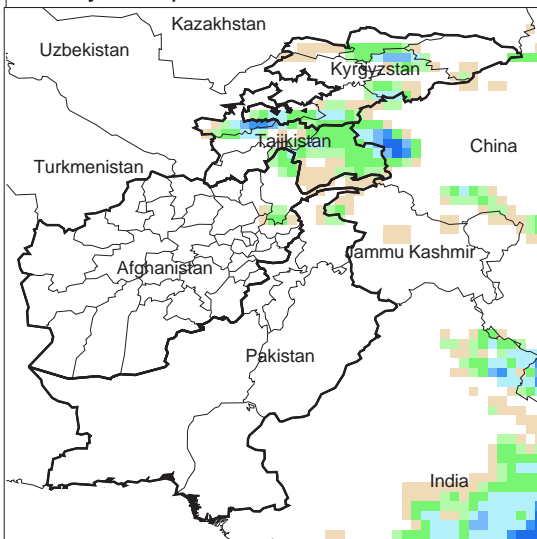 Kazakhstan
Uzbekistan
Kyrgyzstan
Tajikistan
China
Turkmenistan
Jammu Kashmir
Afghanistan
Pakistan
India